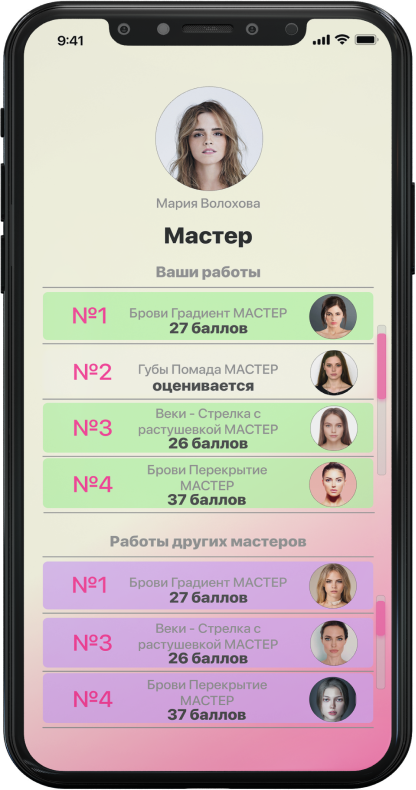 9:41
Мария Волохова
Мастер
Ваши работы
№1
Брови Градиент МАСТЕР
27 баллов
№2
Губы Помада МАСТЕР
оценивается
№3
Веки - Стрелка с
растушевкой МАСТЕР
26 баллов
№4
Брови Перекрытие
МАСТЕР
37 баллов
Работы других мастеров
№1
Брови Градиент МАСТЕР
27 баллов
№3
Веки - Стрелка с
растушевкой МАСТЕР
26 баллов
№4
Брови Перекрытие
МАСТЕР
37 баллов